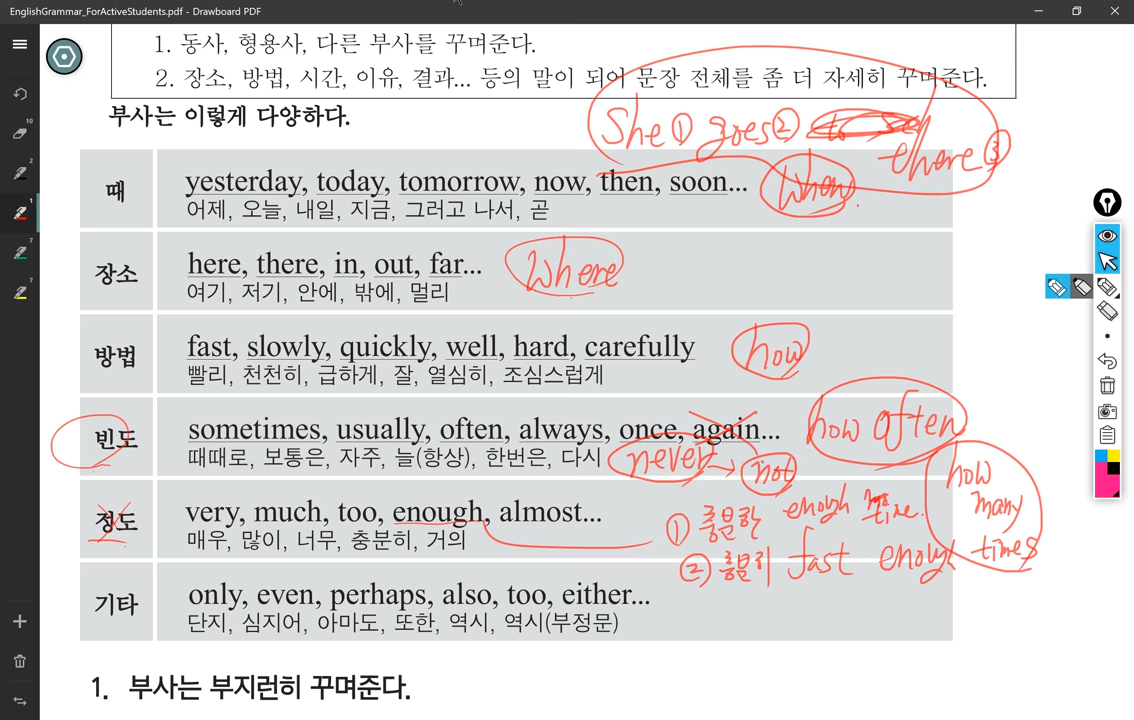 EnglishGrammar_ForActiveStudents.pdf - Drawboard PDF
1. 동사, 형용사, 다른 부사를 꾸며준다.
2. 장소, 방법, 시간, 이유, 결과... 등의 말이 되어 문장 전체를 좀 더 자세히 꾸며준다.
부사는 이렇게 다양하다.
She ① goes ②
there ③
때
yesterday, today, tomorrow, now, then, soon...
when
어제, 오늘, 내일, 지금, 그러고 나서, 곧
장소
here, there, in, out, far...
where
여기, 저기, 안에, 밖에, 멀리
방법
fast, slowly, quickly, well, hard, carefully
how
빨리, 천천히, 급하게, 잘, 열심히, 조심스럽게
빈도
sometimes, usually, often, always, once, again...
how often
때때로, 보통은, 자주, 늘(항상), 한번은, 다시
never → not
how
many
times
정도
very, much, too, enough, almost...
① 충분한 enough time.
매우, 많이, 너무, 충분히, 거의
② 충분히 fast enough
기타
only, even, perhaps, also, too, either...
단지, 심지어, 아마도, 또한, 역시, 역시(부정문)
1. 부사는 부지런히 꾸며준다.
10
2
1
7
7